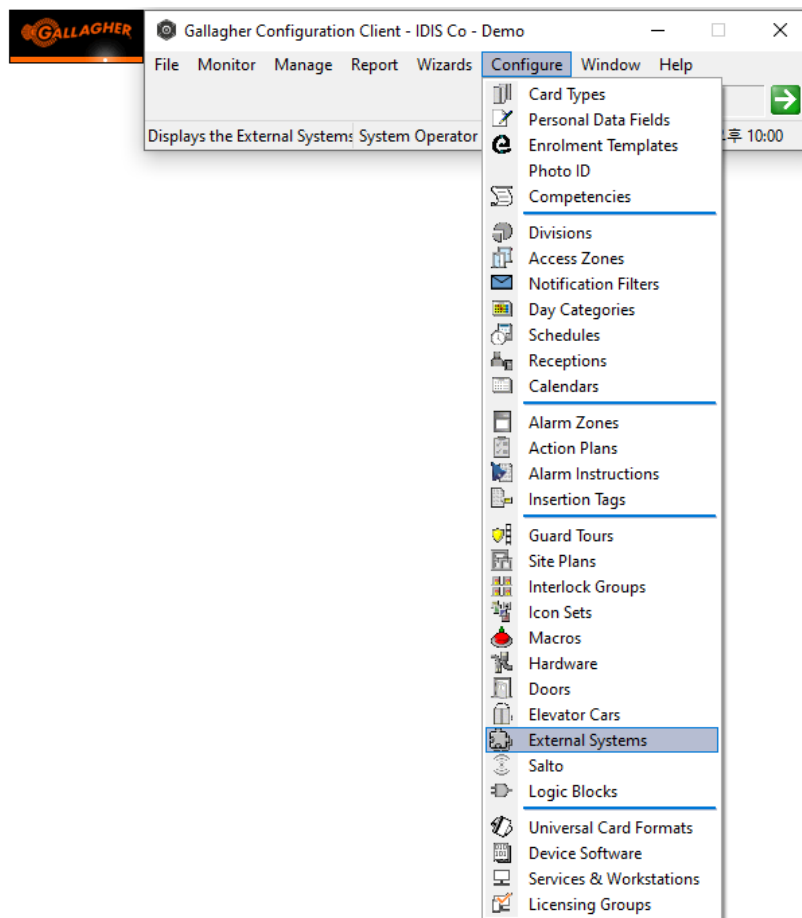 GALLAGHER
Gallagher Configuration Client - IDIS Co - Demo
File Monitor Manage Report Wizards Configure Window Help
Displays the External Systems System Operator 후 10:00
Card Types
Personal Data Fields
Enrolment Templates
Photo ID
Competencies
Divisions
Access Zones
Notification Filters
Day Categories
Schedules
Receptions
Calendars
Alarm Zones
Action Plans
Alarm Instructions
Insertion Tags
Guard Tours
Site Plans
Interlock Groups
Icon Sets
Macros
Hardware
Doors
Elevator Cars
External Systems
Salto
Logic Blocks
Universal Card Formats
Device Software
Services & Workstations
Licensing Groups